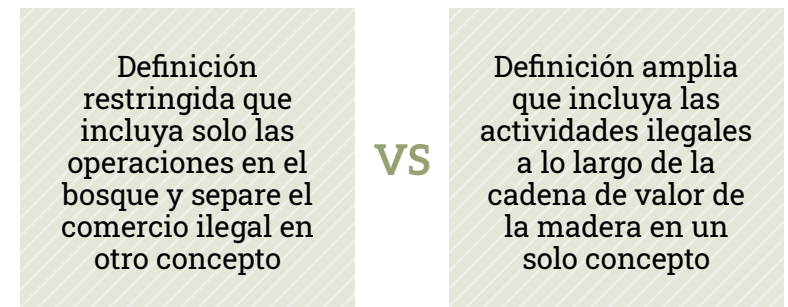 Definición
restringida que
incluya solo las
operaciones en el
bosque y separe el
comercio ilegal en
otro concepto
VS
Definición amplia
que incluya las
actividades ilegales
a lo largo de la
cadena de valor de
la madera en un
solo concepto